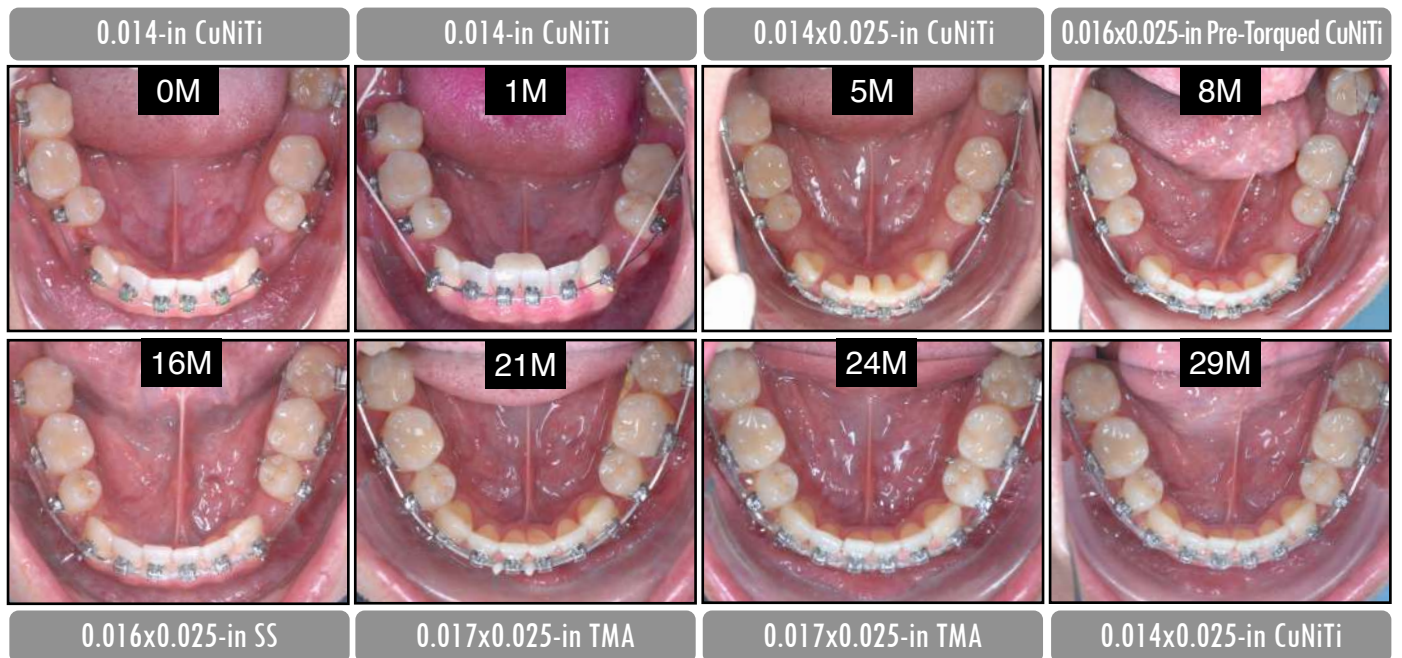 0.014-in CuNiTi
0.014-in CuNiTi
0.014x0.025-in CuNiTi
0.016x0.025-in Pre-Torqued CuNiTi
0M
1M
5M
8M
16M
21M
24M
29M
0.016x0.025-in SS
0.017x0.025-in TMA
0.017x0.025-in TMA
0.014x0.025-in CuNiTi